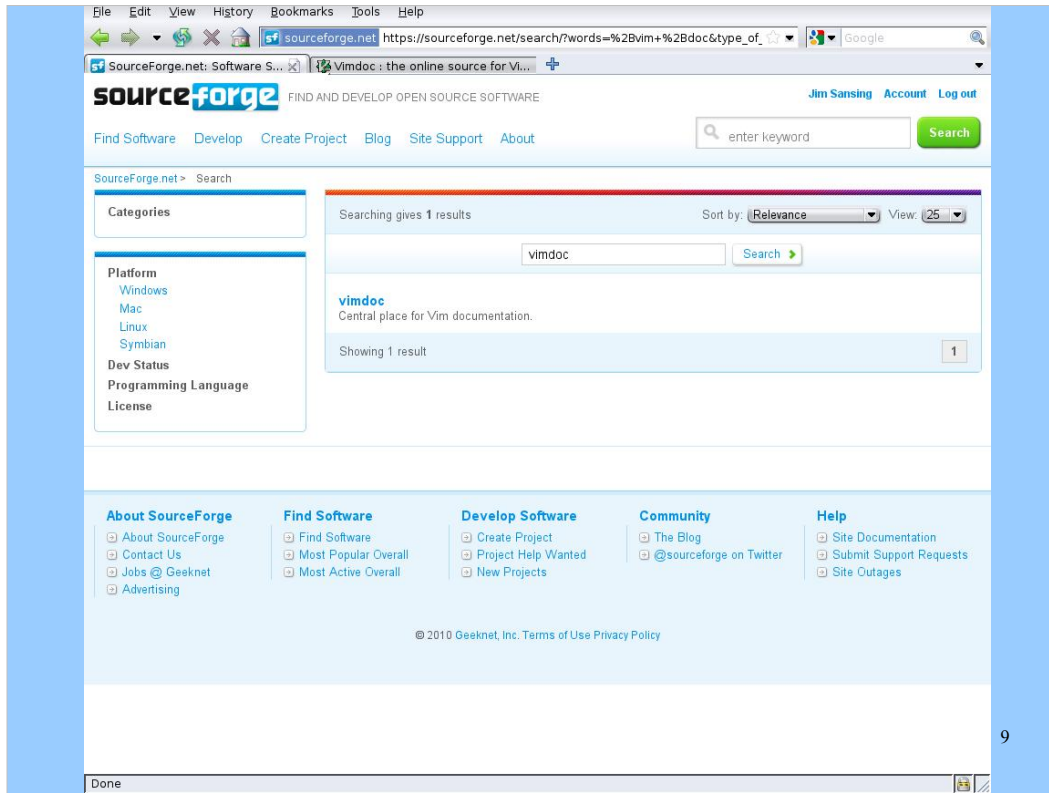 File Edit View History Bookmarks Tools Help
sourceforge.net https://sourceforge.net/search/?words=%2Bvim+%2Bdoc&type_of_ Google
SourceForge.net: Software S... Vimdoc : the online source for Vi...
sourceforge FIND AND DEVELOP OPEN SOURCE SOFTWARE Jim Sansing Account Log out
Find Software Develop Create Project Blog Site Support About enter keyword Search
SourceForge.net > Search
Categories
Searching gives 1 results Sort by: Relevance View: 25
vimdoc Search
Platform
Windows
Mac
Linux
Symbian
Dev Status
Programming Language
License
vimdoc
Central place for Vim documentation.
Showing 1 result 1
About SourceForge
About SourceForge
Contact Us
Jobs @ Geeknet
Advertising
Find Software
Find Software
Most Popular Overall
Most Active Overall
Develop Software
Create Project
Project Help Wanted
New Projects
Community
The Blog
@sourceforge on Twitter
Help
Site Documentation
Submit Support Requests
Site Outages
© 2010 Geeknet, Inc. Terms of Use Privacy Policy
9
Done